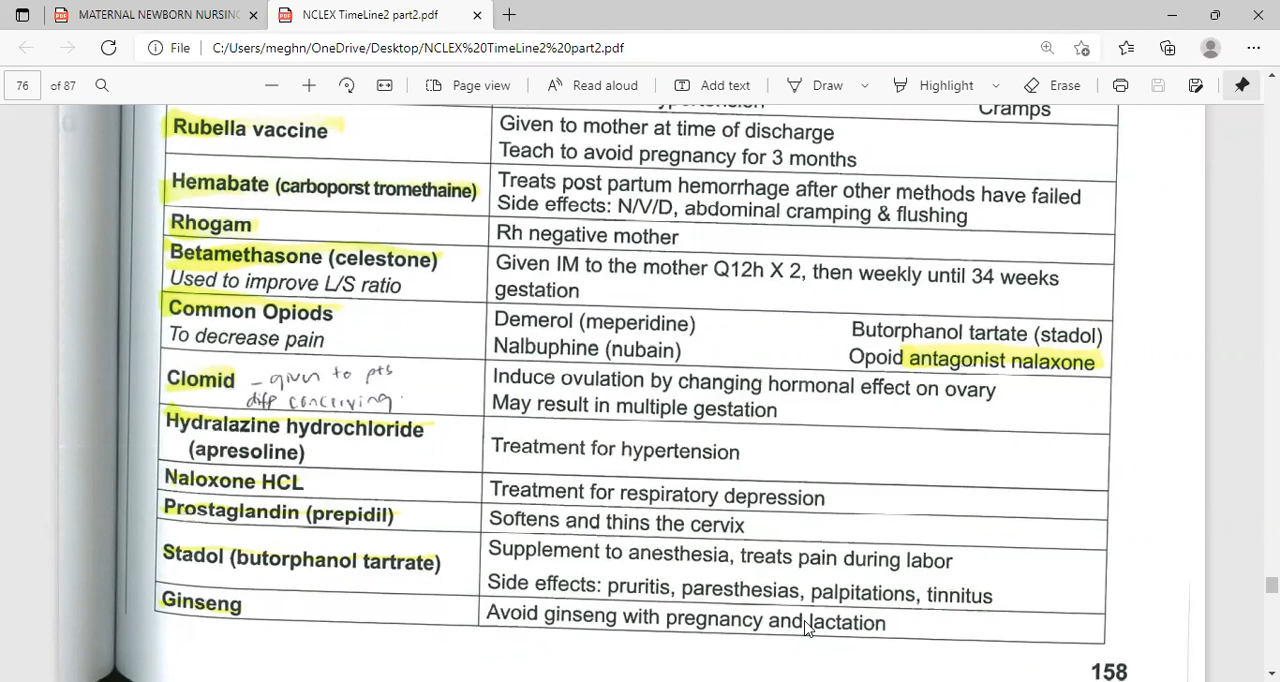 MATERNAL NEWBORN NURSING
NCLEX TimeLine2 part2.pdf
File
C:/Users/meghn/OneDrive/Desktop/NCLEX%20TimeLine2%20part2.pdf
76 of 87
Page view
Read aloud
Add text
Draw
Highlight
Erase
Cramps
Rubella vaccine
Given to mother at time of discharge
Teach to avoid pregnancy for 3 months
Hemabate (carboporst tromethaine)
Treats post partum hemorrhage after other methods have failed
Side effects: N/V/D, abdominal cramping & flushing
Rhogam
Rh negative mother
Betamethasone (celestone)
Used to improve L/S ratio
Given IM to the mother Q12h X 2, then weekly until 34 weeks
gestation
Common Opiods
To decrease pain
Demerol (meperidine)
Butorphanol tartate (stadol)
Nalbuphine (nubain)
Opoid antagonist nalaxone
Clomid - given to pts
diff conceiving.
Induce ovulation by changing hormonal effect on ovary
May result in multiple gestation
Hydralazine hydrochloride
(apresoline)
Treatment for hypertension
Naloxone HCL
Treatment for respiratory depression
Prostaglandin (prepidil)
Softens and thins the cervix
Stadol (butorphanol tartrate)
Supplement to anesthesia, treats pain during labor
Side effects: pruritis, paresthesias, palpitations, tinnitus
Ginseng
Avoid ginseng with pregnancy and lactation
158